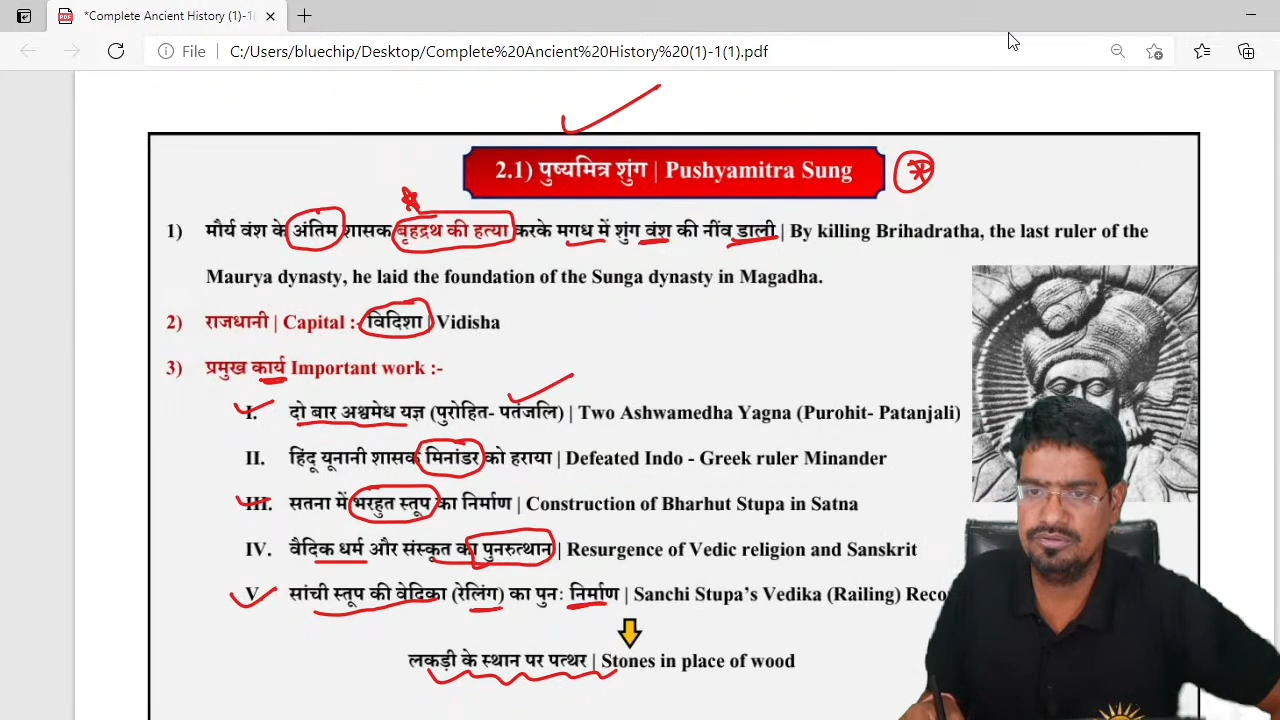 *Complete Ancient History (1)-1(
File
C:/Users/bluechip/Desktop/Complete%20Ancient%20History%20(1)-1(1).pdf
2.1) पुष्यमित्र शुंग | Pushyamitra Sung
1) मौर्य वंश के अंतिम शासक बृहद्रथ की हत्या करके मगध में शुंग वंश की नींव डाली | By killing Brihadratha, the last ruler of the
Maurya dynasty, he laid the foundation of the Sunga dynasty in Magadha.
2) राजधानी | Capital :- विदिशा | Vidisha
3) प्रमुख कार्य Important work :-
I. दो बार अश्वमेध यज्ञ (पुरोहित- पतंजलि) | Two Ashwamedha Yagna (Purohit- Patanjali)
II. हिंदू यूनानी शासक मिनांडर को हराया | Defeated Indo - Greek ruler Minander
III. सतना में भरहुत स्तूप का निर्माण | Construction of Bharhut Stupa in Satna
IV. वैदिक धर्म और संस्कृत का पुनरुत्थान | Resurgence of Vedic religion and Sanskrit
V. सांची स्तूप की वेदिका (रेलिंग) का पुनः निर्माण | Sanchi Stupa's Vedika (Railing) Reco
लकड़ी के स्थान पर पत्थर | Stones in place of wood